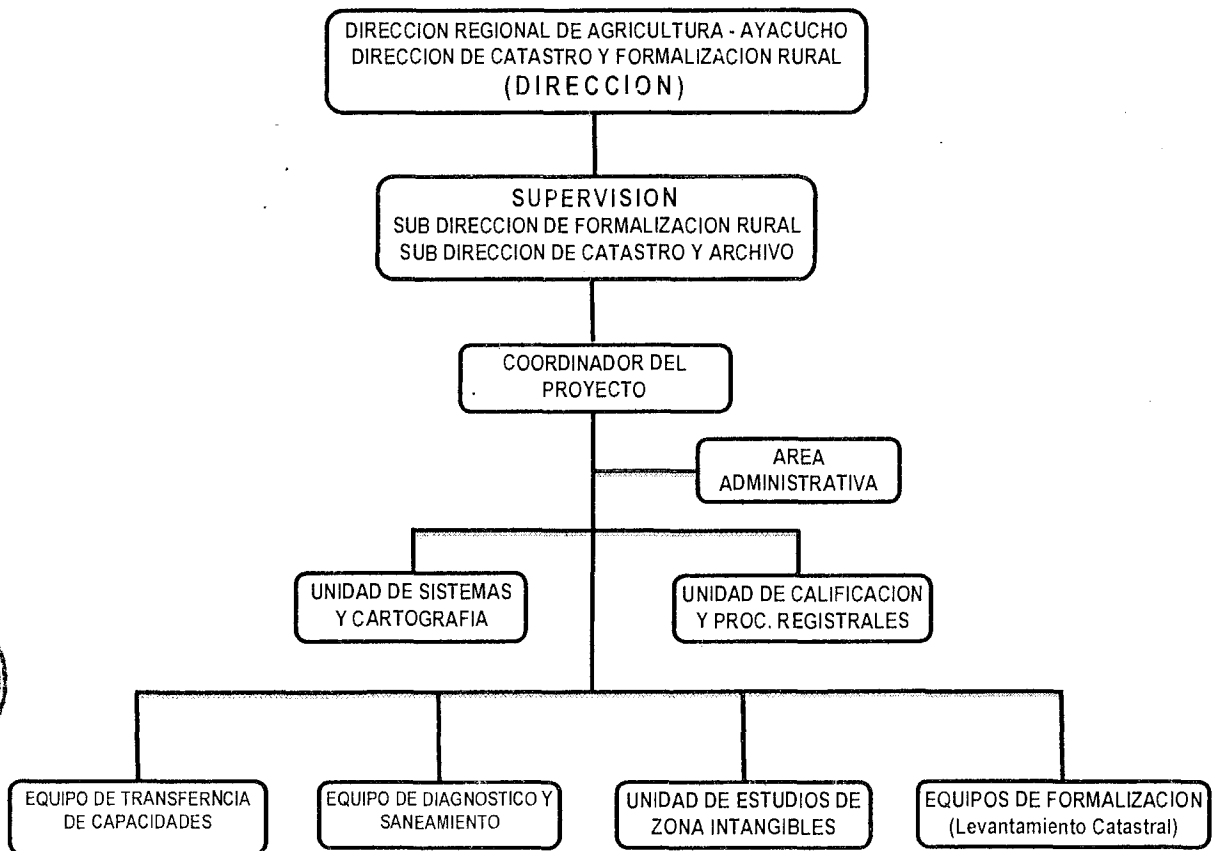 DIRECCION REGIONAL DE AGRICULTURA - AYACUCHO
DIRECCION DE CATASTRO Y FORMALIZACION RURAL
(DIRECCION)
SUPERVISION
SUB DIRECCION DE FORMALIZACION RURAL
SUB DIRECCION DE CATASTRO Y ARCHIVO
COORDINADOR DEL
PROYECTO
AREA
ADMINISTRATIVA
UNIDAD DE SISTEMAS
Y CARTOGRAFIA
UNIDAD DE CALIFICACION
Y PROC. REGISTRALES
EQUIPO DE TRANSFERNCIA
DE CAPACIDADES
EQUIPO DE DIAGNOSTICO Y
SANEAMIENTO
UNIDAD DE ESTUDIOS DE
ZONA INTANGIBLES
EQUIPOS DE FORMALIZACION
(Levantamiento Catastral)